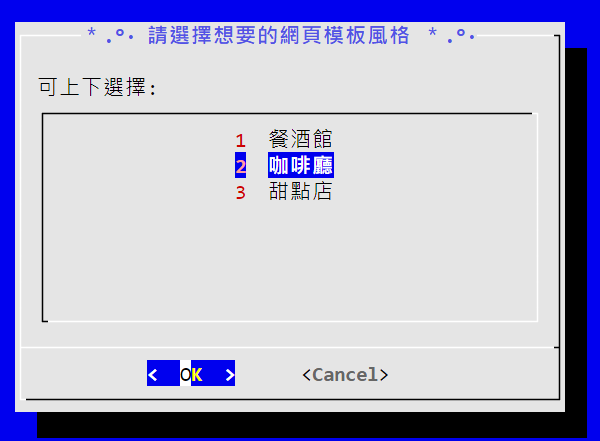 *.°· 請選擇想要的網頁模板風格 *.°·
可上下選擇:
1 餐酒館
2 咖啡廳
3 甜點店
< OK > <Cancel>